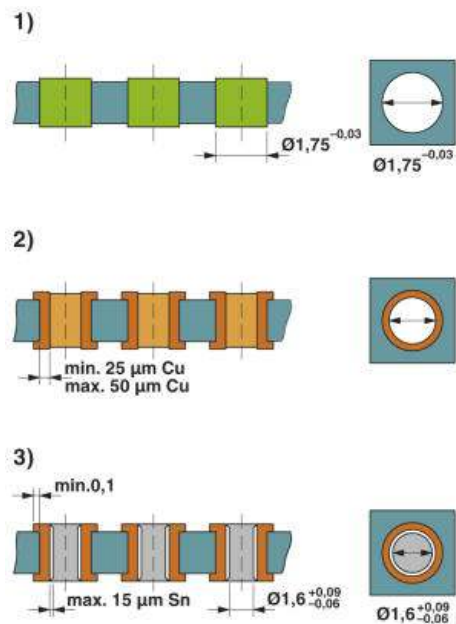 1)
Ø1,75 -0,03
Ø1,75 -0,03
2)
min. 25 µm Cu
max. 50 µm Cu
3)
min.0,1
max. 15 µm Sn
Ø1,6 +0,09 -0,06
Ø1,6 +0,09 -0,06